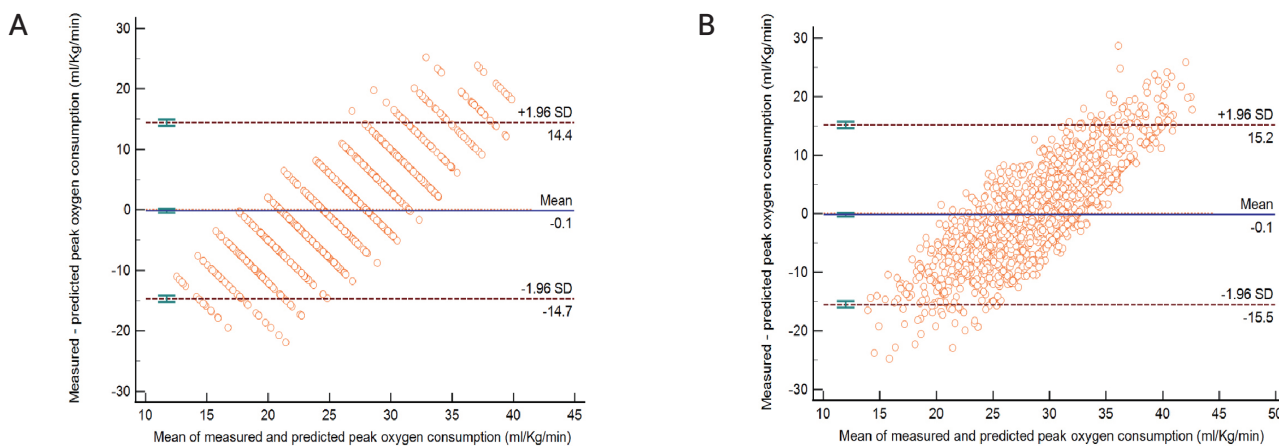 A
Measured - predicted peak oxygen consumption (ml/Kg/min)
30
20
10
0
-10
-20
-30
+1.96 SD
14.4
Mean
-0.1
-1.96 SD
-14.7
10 15 20 25 30 35 40 45
Mean of measured and predicted peak oxygen consumption (ml/Kg/min)
B
Measured - predicted peak oxygen consumption (ml/Kg/min)
30
20
10
0
-10
-20
-30
+1.96 SD
15.2
Mean
-0.1
-1.96 SD
-15.5
10 15 20 25 30 35 40 45 50
Mean of measured and predicted peak oxygen consumption (ml/Kg/min)